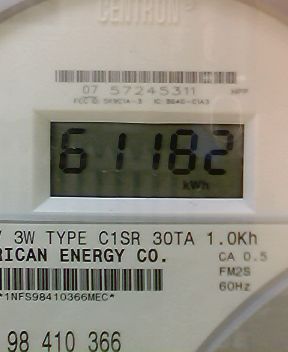 CENTRON
07 57245311
FCC ID: SK9C1A-3 IC: 864G-C1A3
61182
kWh
V 3W TYPE C1SR 30TA 1.0Kh
RICAN ENERGY CO.
CA 0.5
FM2S
60Hz
*1NFS98410366MEC*
98 410 366